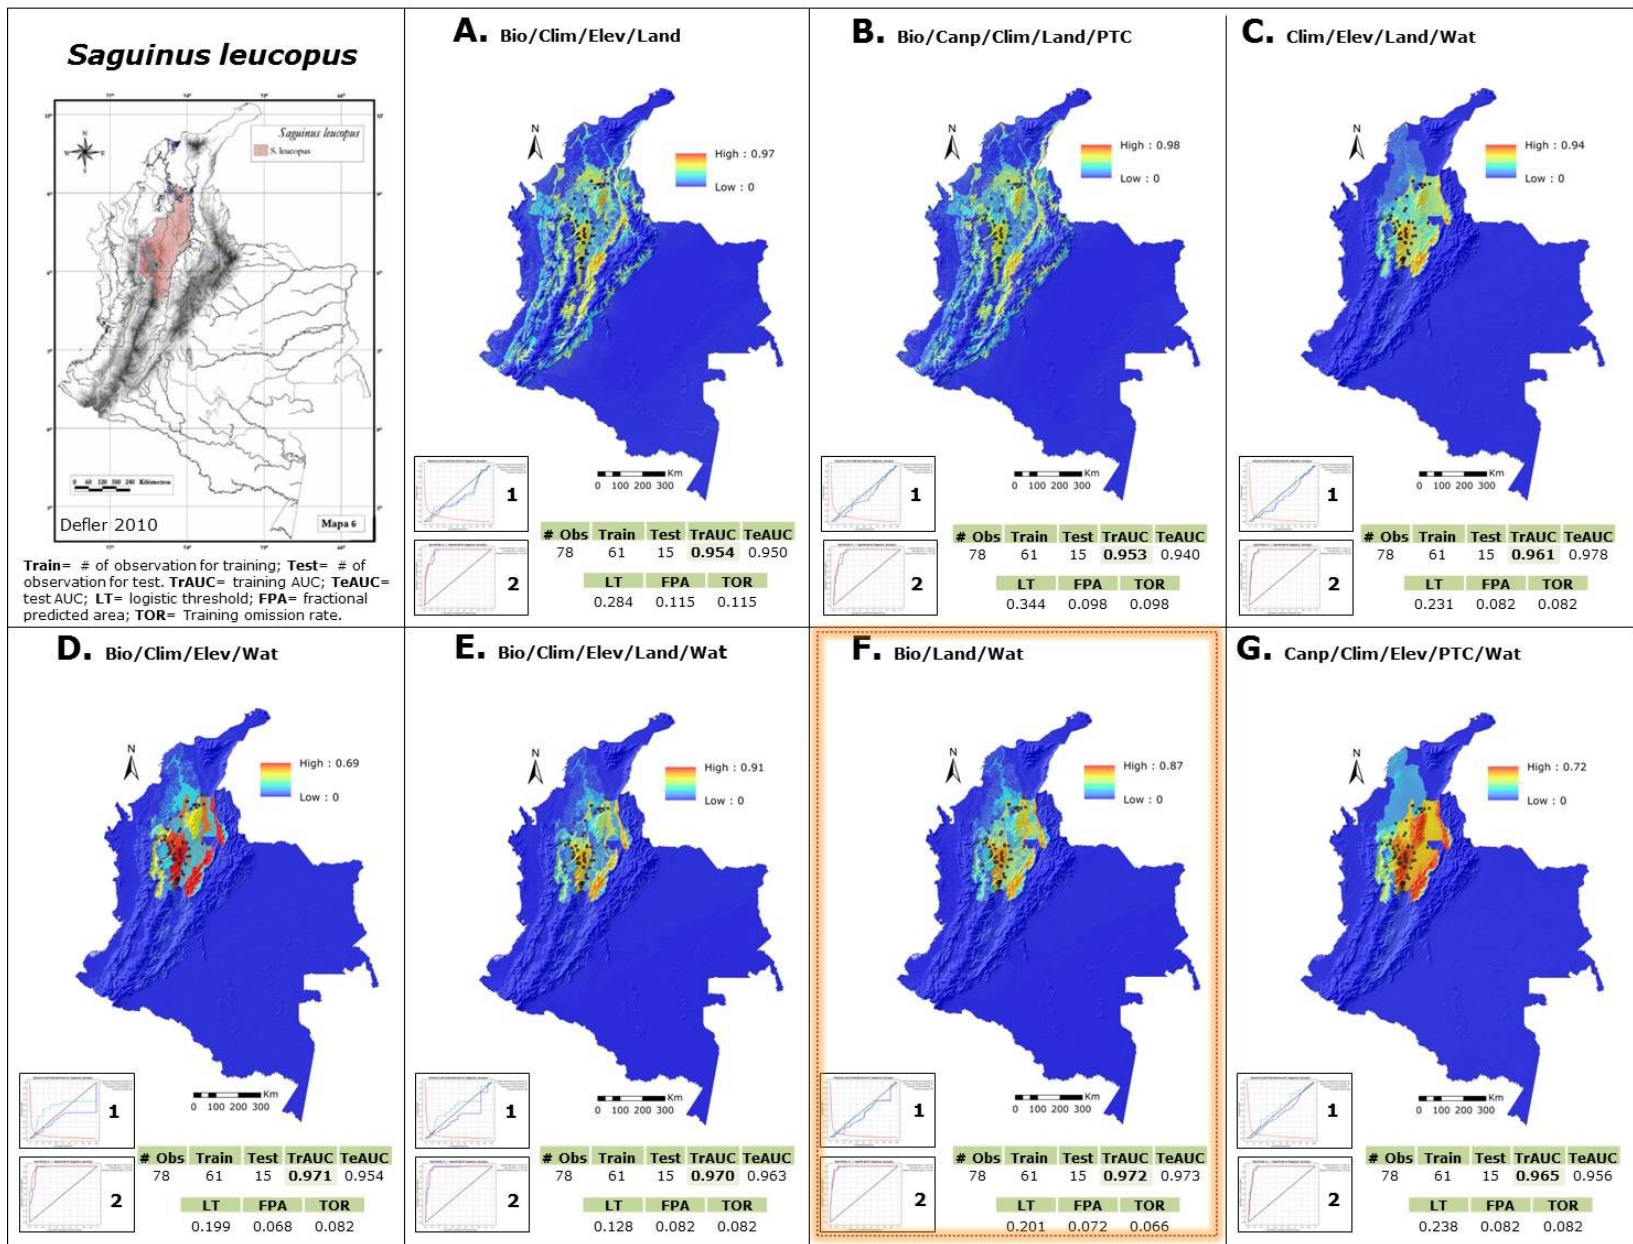 Saguinus leucopus
Saguinus leucopus
S. leucopus
0 60 120 180 240 Kilómetros
Defler 2010
Mapa 6
Train= # of observation for training; Test= # of
observation for test. TrAUC= training AUC; TeAUC=
test AUC; LT= logistic threshold; FPA= fractional
predicted area; TOR= Training omission rate.
A. Bio/Clim/Elev/Land
N
High : 0.97
Low : 0
Km
0 100 200 300
1
2
# Obs Train Test TrAUC TeAUC
78 61 15 0.954 0.950
LT FPA TOR
0.284 0.115 0.115
B. Bio/Canp/Clim/Land/PTC
N
High : 0.98
Low : 0
Km
0 100 200 300
1
2
# Obs Train Test TrAUC TeAUC
78 61 15 0.953 0.940
LT FPA TOR
0.344 0.098 0.098
C. Clim/Elev/Land/Wat
N
High : 0.94
Low : 0
Km
0 100 200 300
1
2
# Obs Train Test TrAUC TeAUC
78 61 15 0.961 0.978
LT FPA TOR
0.231 0.082 0.082
D. Bio/Clim/Elev/Wat
N
High : 0.69
Low : 0
Km
0 100 200 300
1
2
# Obs Train Test TrAUC TeAUC
78 61 15 0.971 0.954
LT FPA TOR
0.199 0.068 0.082
E. Bio/Clim/Elev/Land/Wat
N
High : 0.91
Low : 0
Km
0 100 200 300
1
2
# Obs Train Test TrAUC TeAUC
78 61 15 0.970 0.963
LT FPA TOR
0.128 0.082 0.082
F. Bio/Land/Wat
N
High : 0.87
Low : 0
Km
0 100 200 300
1
2
# Obs Train Test TrAUC TeAUC
78 61 15 0.972 0.973
LT FPA TOR
0.201 0.072 0.066
G. Canp/Clim/Elev/PTC/Wat
N
High : 0.72
Low : 0
Km
0 100 200 300
1
2
# Obs Train Test TrAUC TeAUC
78 61 15 0.965 0.956
LT FPA TOR
0.238 0.082 0.082